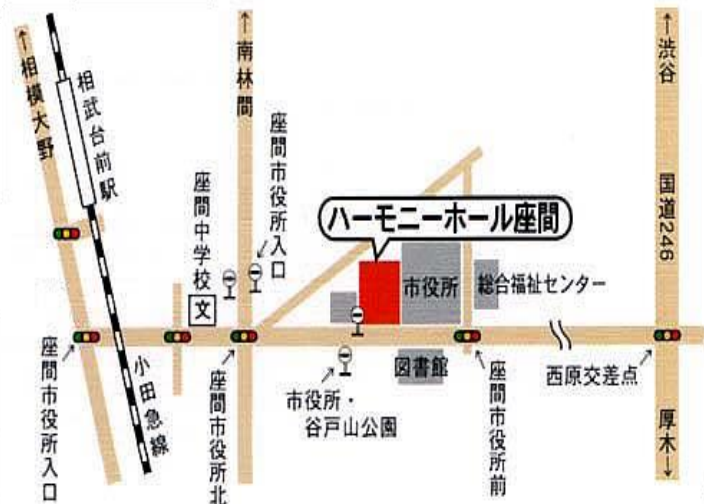 ↑相模大野
相武台前駅
↑南林間
座間市役所入口
座間中学校
文
ハーモニーホール座間
市役所
総合福祉センター
↑渋谷
国道246
座間市役所入口
小田急線
座間市役所北
市役所・
谷戸山公園
図書館
座間市役所前
西原交差点
厚木↓